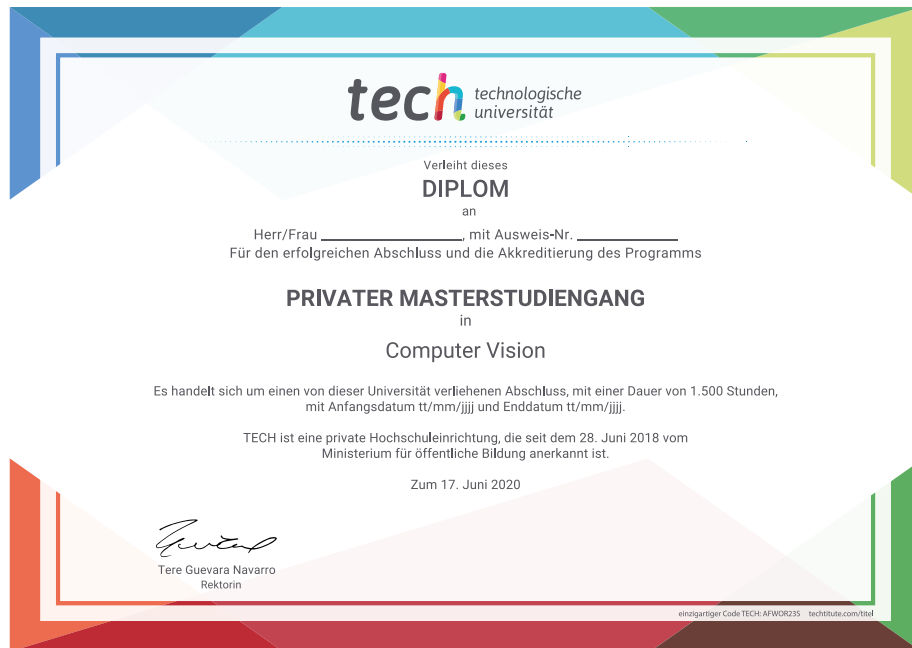 tech technologische
universität
Verleiht dieses
DIPLOM
an
Herr/Frau ____________________, mit Ausweis-Nr. ______________
Für den erfolgreichen Abschluss und die Akkreditierung des Programms
PRIVATER MASTERSTUDIENGANG
in
Computer Vision
Es handelt sich um einen von dieser Universität verliehenen Abschluss, mit einer Dauer von 1.500 Stunden,
mit Anfangsdatum tt/mm/jjjj und Enddatum tt/mm/jjjj.
TECH ist eine private Hochschuleinrichtung, die seit dem 28. Juni 2018 vom
Ministerium für öffentliche Bildung anerkannt ist.
Zum 17. Juni 2020
Tere Guevara Navarro
Rektorin
einzigartiger Code TECH: AFWOR23S techtitute.com/titel